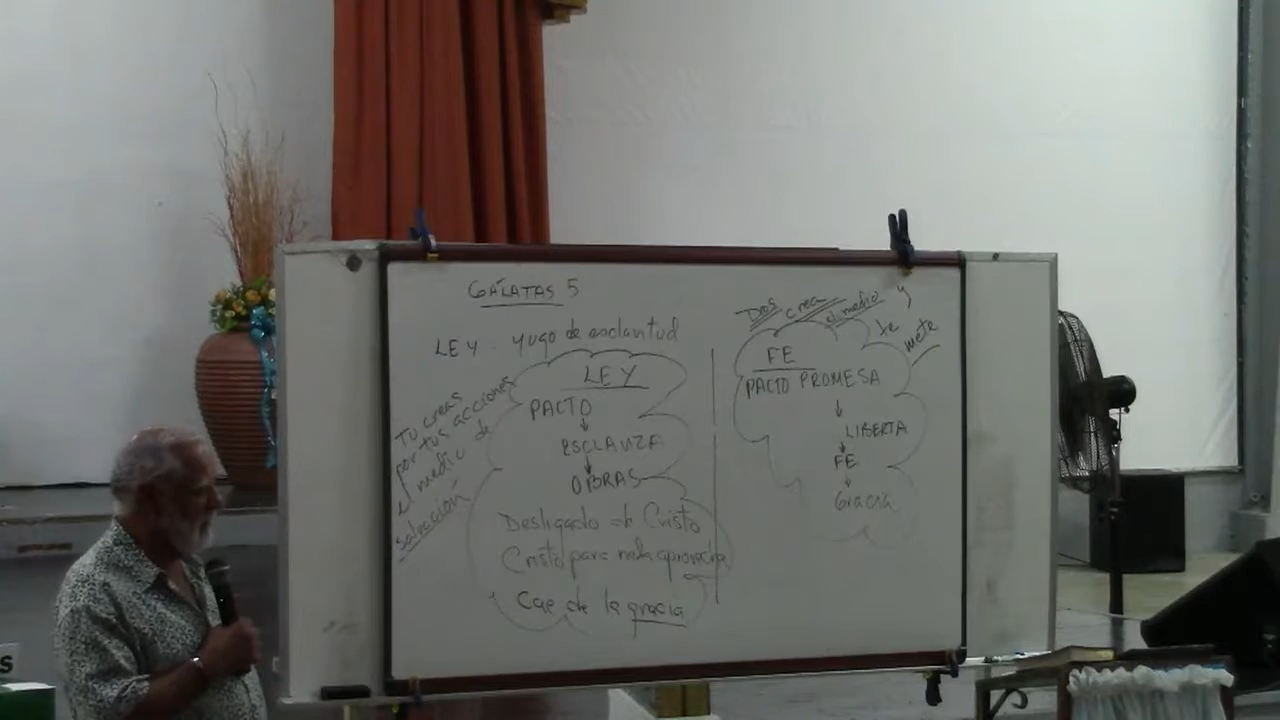 GÁLATAS 5
LEY - yugo de esclavitud
LEY
PACTO
↓
ESCLAVIZA
↓
OBRAS
Desligado de Cristo
Cristo para nada aprovecha
Cae de la gracia
Tu creas
por tus acciones
el medio de
salvación
Dios crea el medio y
te mete
FE
PACTO PROMESA
↓
LIBERTA
↓
FE
↓
Gracia
S